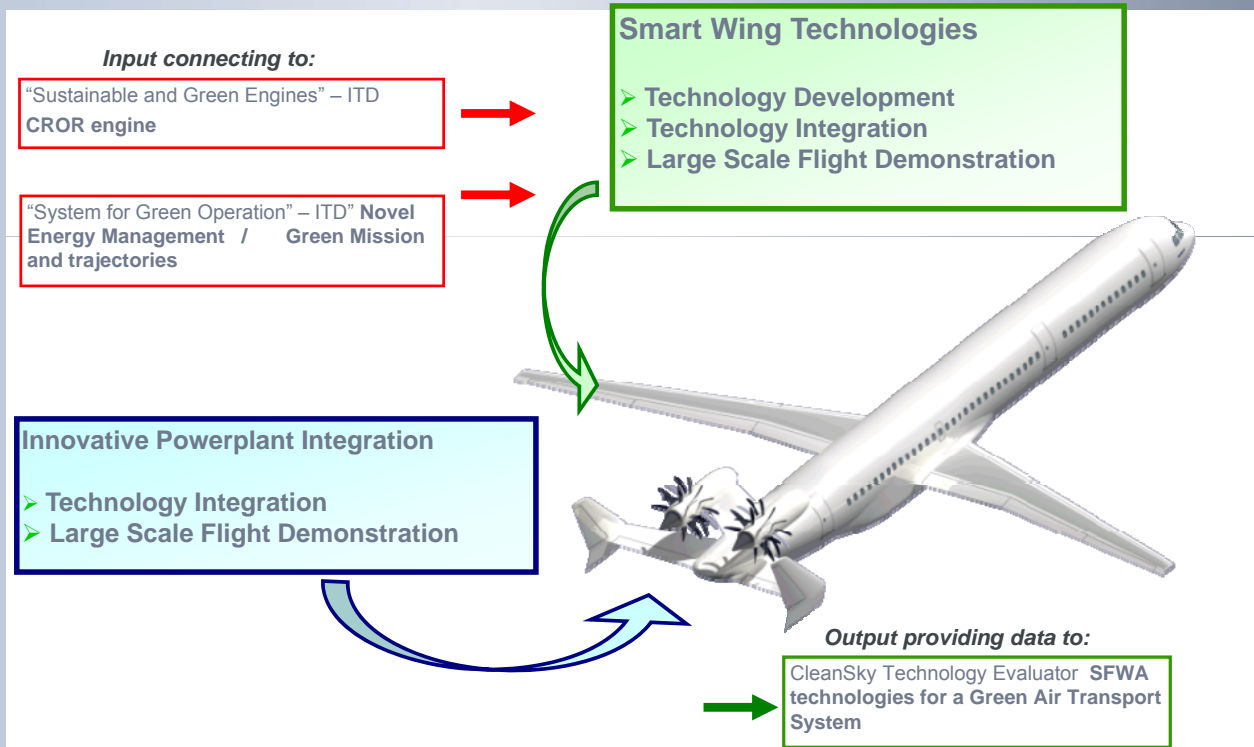 Input connecting to:
“Sustainable and Green Engines” – ITD
CROR engine
“System for Green Operation” – ITD” Novel
Energy Management / Green Mission
and trajectories
Smart Wing Technologies
➢ Technology Development
➢ Technology Integration
➢ Large Scale Flight Demonstration
Innovative Powerplant Integration
➢ Technology Integration
➢ Large Scale Flight Demonstration
Output providing data to:
CleanSky Technology Evaluator SFWA
technologies for a Green Air Transport
System